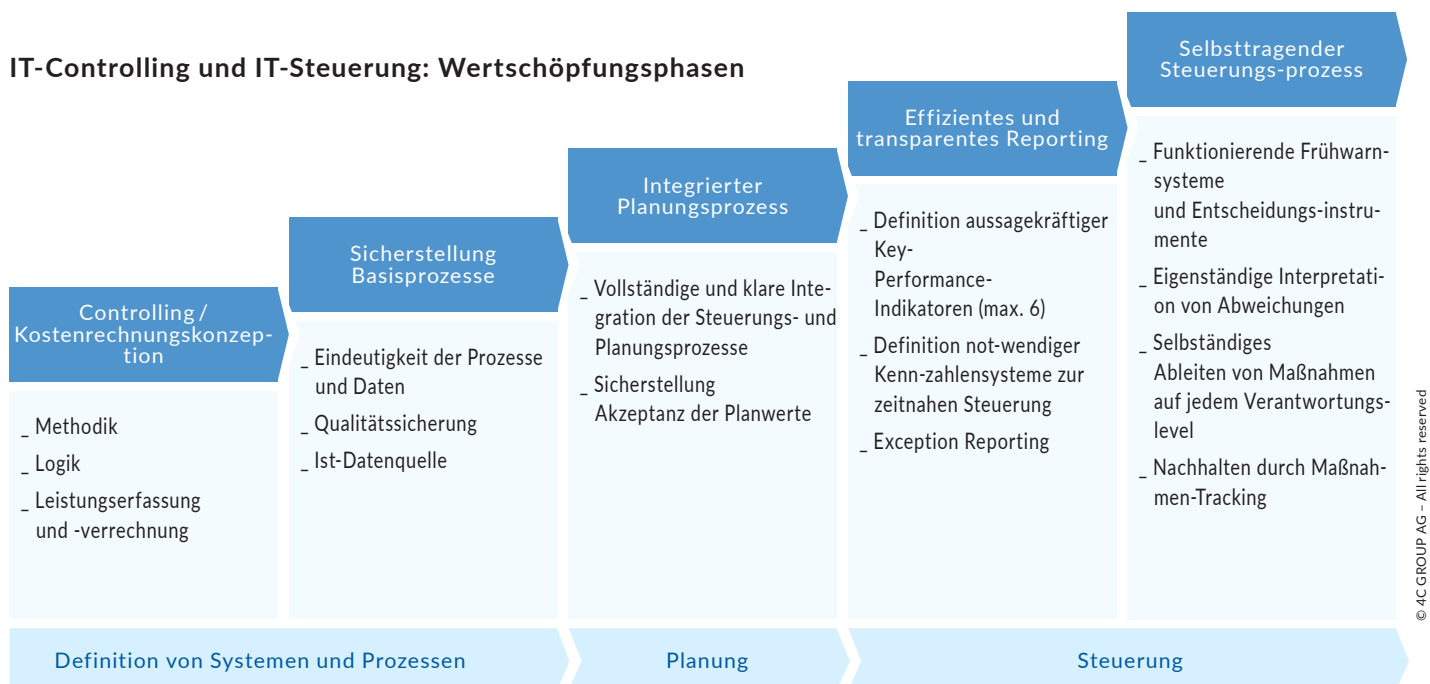 IT-Controlling und IT-Steuerung: Wertschöpfungsphasen
Controlling /
Kostenrechnungskonzep-
tion
_ Methodik
_ Logik
_ Leistungserfassung
und -verrechnung
Sicherstellung
Basisprozesse
_ Eindeutigkeit der Prozesse
und Daten
_ Qualitätssicherung
_ Ist-Datenquelle
Integrierter
Planungsprozess
_ Vollständige und klare Inte-
gration der Steuerungs- und
Planungsprozesse
_ Sicherstellung
Akzeptanz der Planwerte
Effizientes und
transparentes Reporting
_ Definition aussagekräftiger
Key-
Performance-
Indikatoren (max. 6)
_ Definition not-wendiger
Kenn-zahlensysteme zur
zeitnahen Steuerung
_ Exception Reporting
Selbsttragender
Steuerungs-prozess
_ Funktionierende Frühwarn-
systeme
und Entscheidungs-instru-
mente
_ Eigenständige Interpretati-
on von Abweichungen
_ Selbständiges
Ableiten von Maßnahmen
auf jedem Verantwortungs-
level
_ Nachhalten durch Maßnah-
men-Tracking
Definition von Systemen und Prozessen
Planung
Steuerung
© 4C GROUP AG – All rights reserved